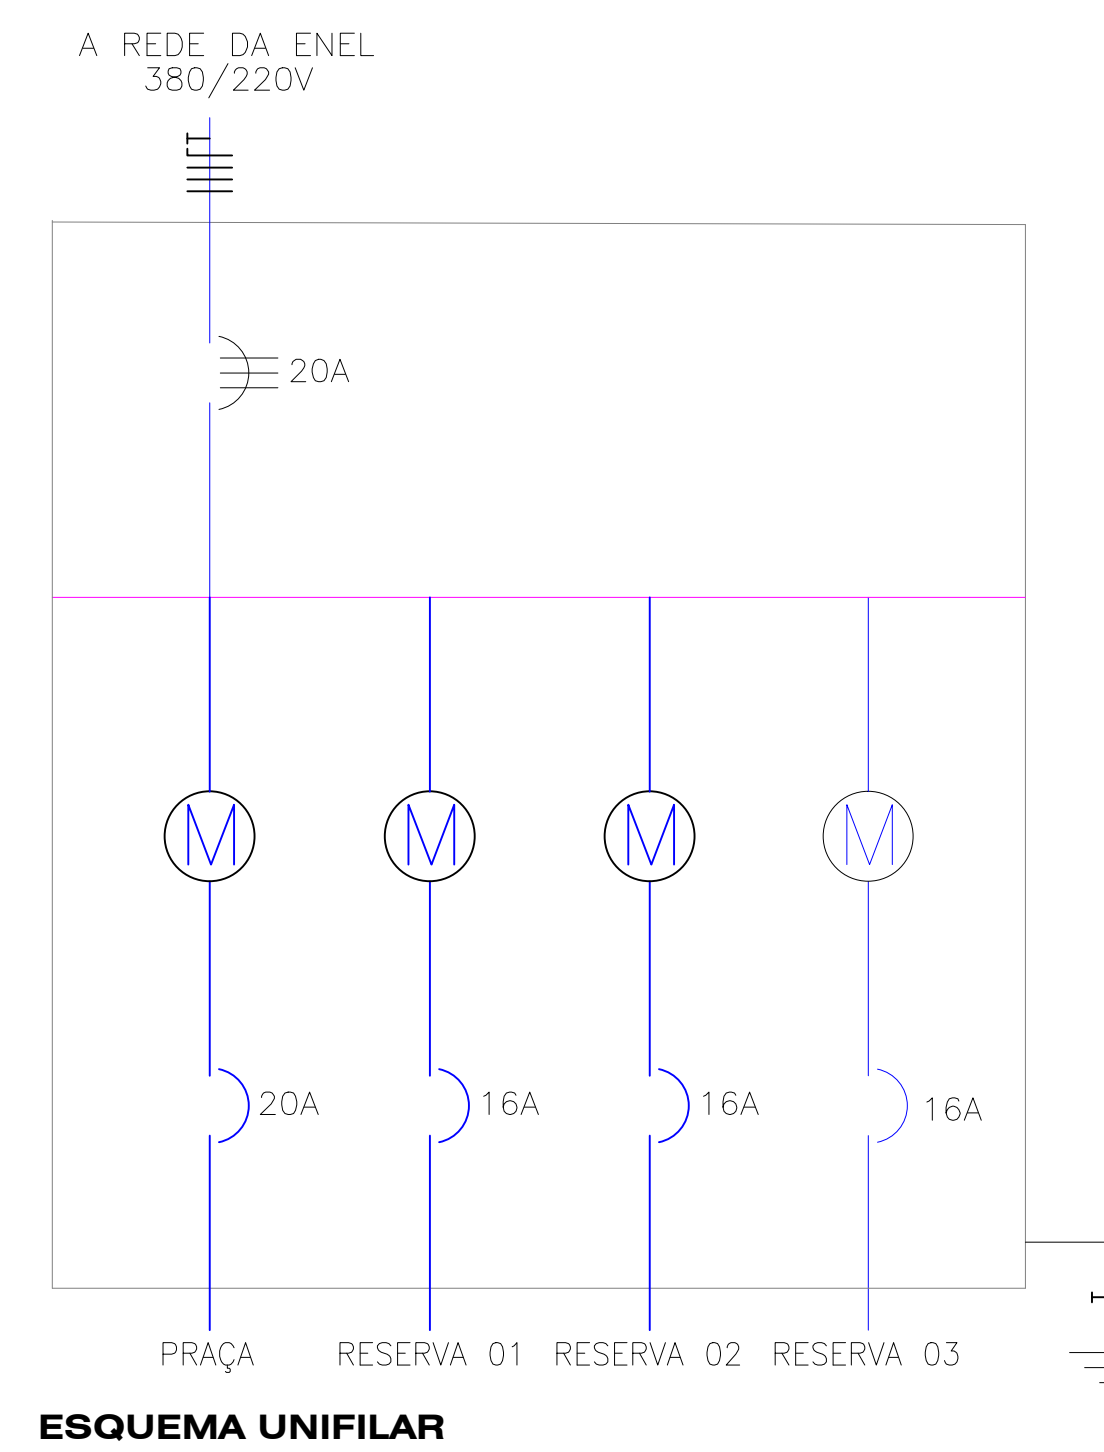 A REDE DA ENEL
380/220V
20A
M M M M
20A 16A 16A 16A
PRAÇA RESERVA 01 RESERVA 02 RESERVA 03
ESQUEMA UNIFILAR